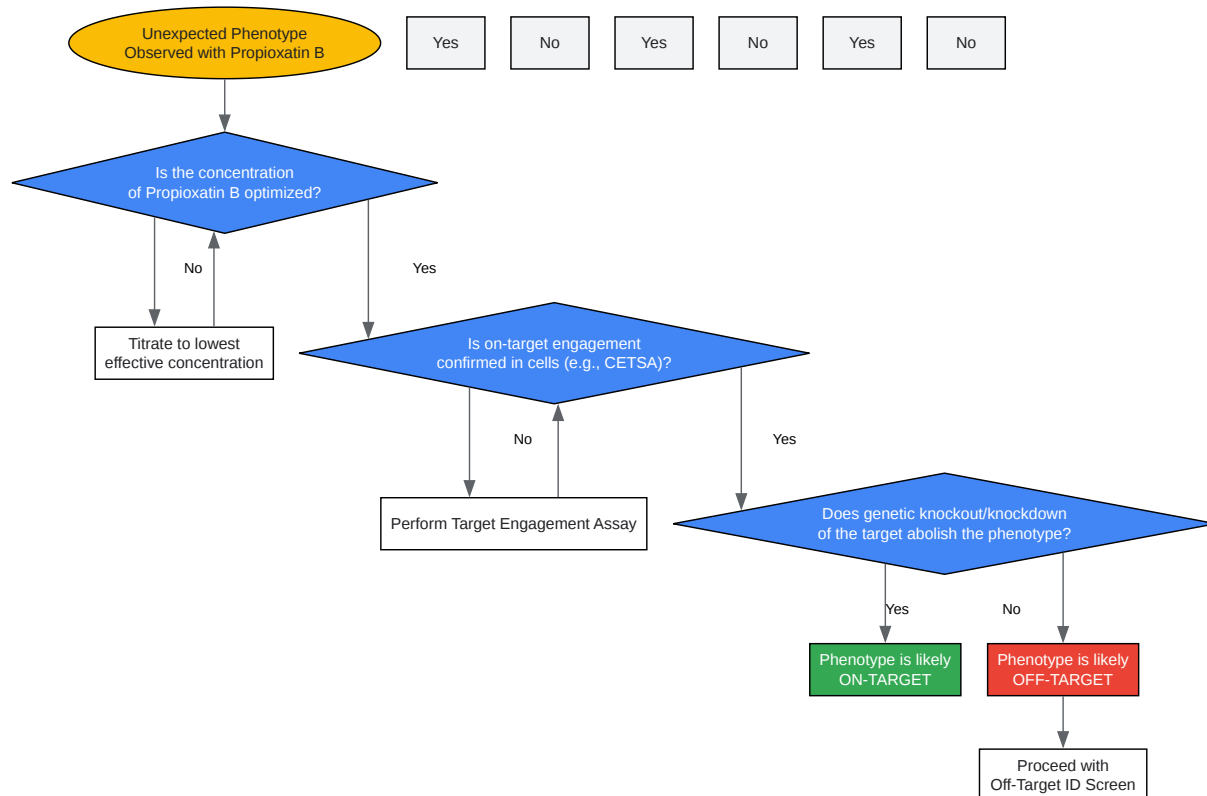 Unexpected Phenotype
Observed with Propioxatin B
Yes
No
Yes
No
Yes
No
Is the concentration
of Propioxatin B optimized?
No
Yes
Titrate to lowest
effective concentration
Is on-target engagement
confirmed in cells (e.g., CETSA)?
No
Yes
Perform Target Engagement Assay
Does genetic knockout/knockdown
of the target abolish the phenotype?
Yes
No
Phenotype is likely
ON-TARGET
Phenotype is likely
OFF-TARGET
Proceed with
Off-Target ID Screen